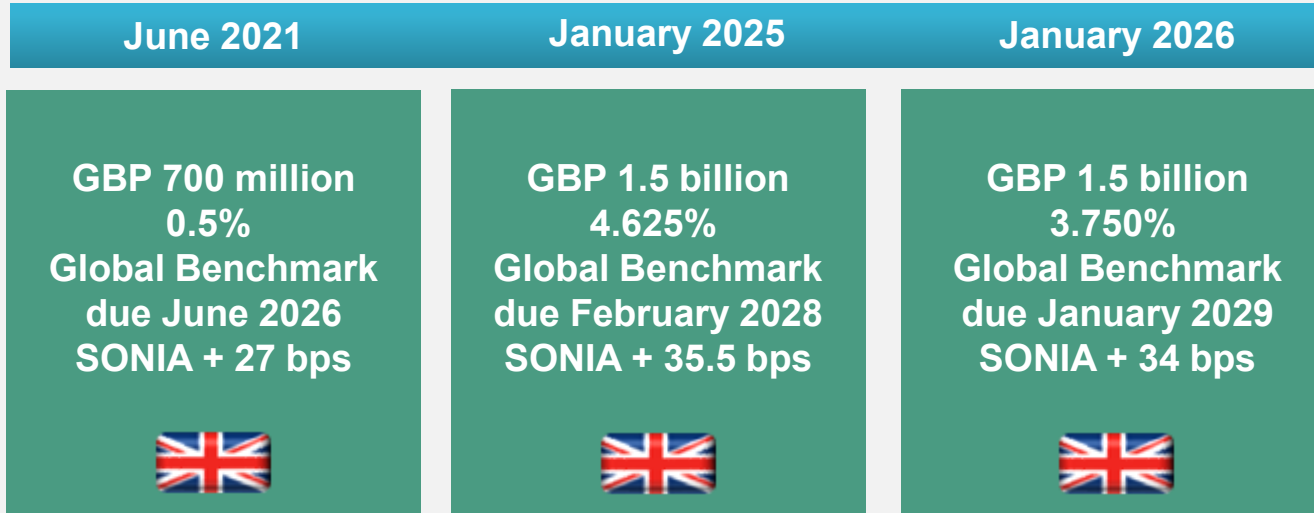 June 2021
January 2025
January 2026
GBP 700 million
0.5%
Global Benchmark
due June 2026
SONIA + 27 bps
GBP 1.5 billion
4.625%
Global Benchmark
due February 2028
SONIA + 35.5 bps
GBP 1.5 billion
3.750%
Global Benchmark
due January 2029
SONIA + 34 bps